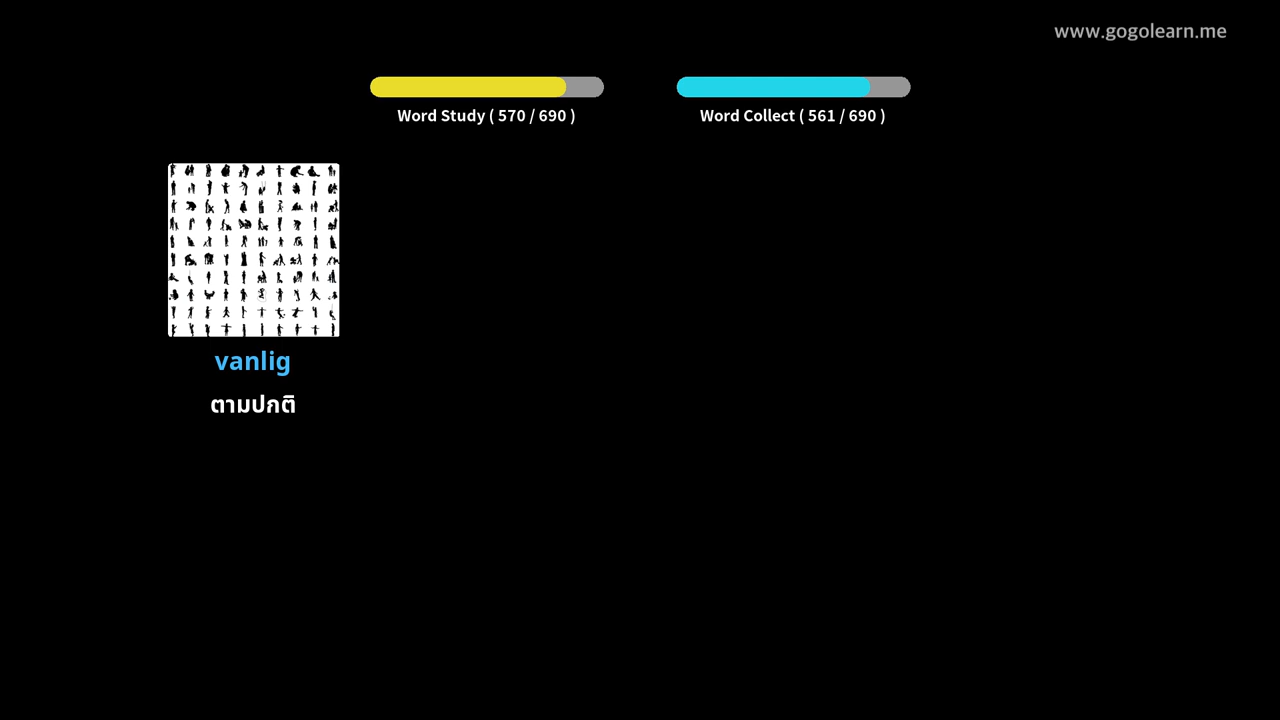 www.gogolearn.me
Word Study ( 570 / 690 )
Word Collect ( 561 / 690 )
vanlig
ตามปกติ